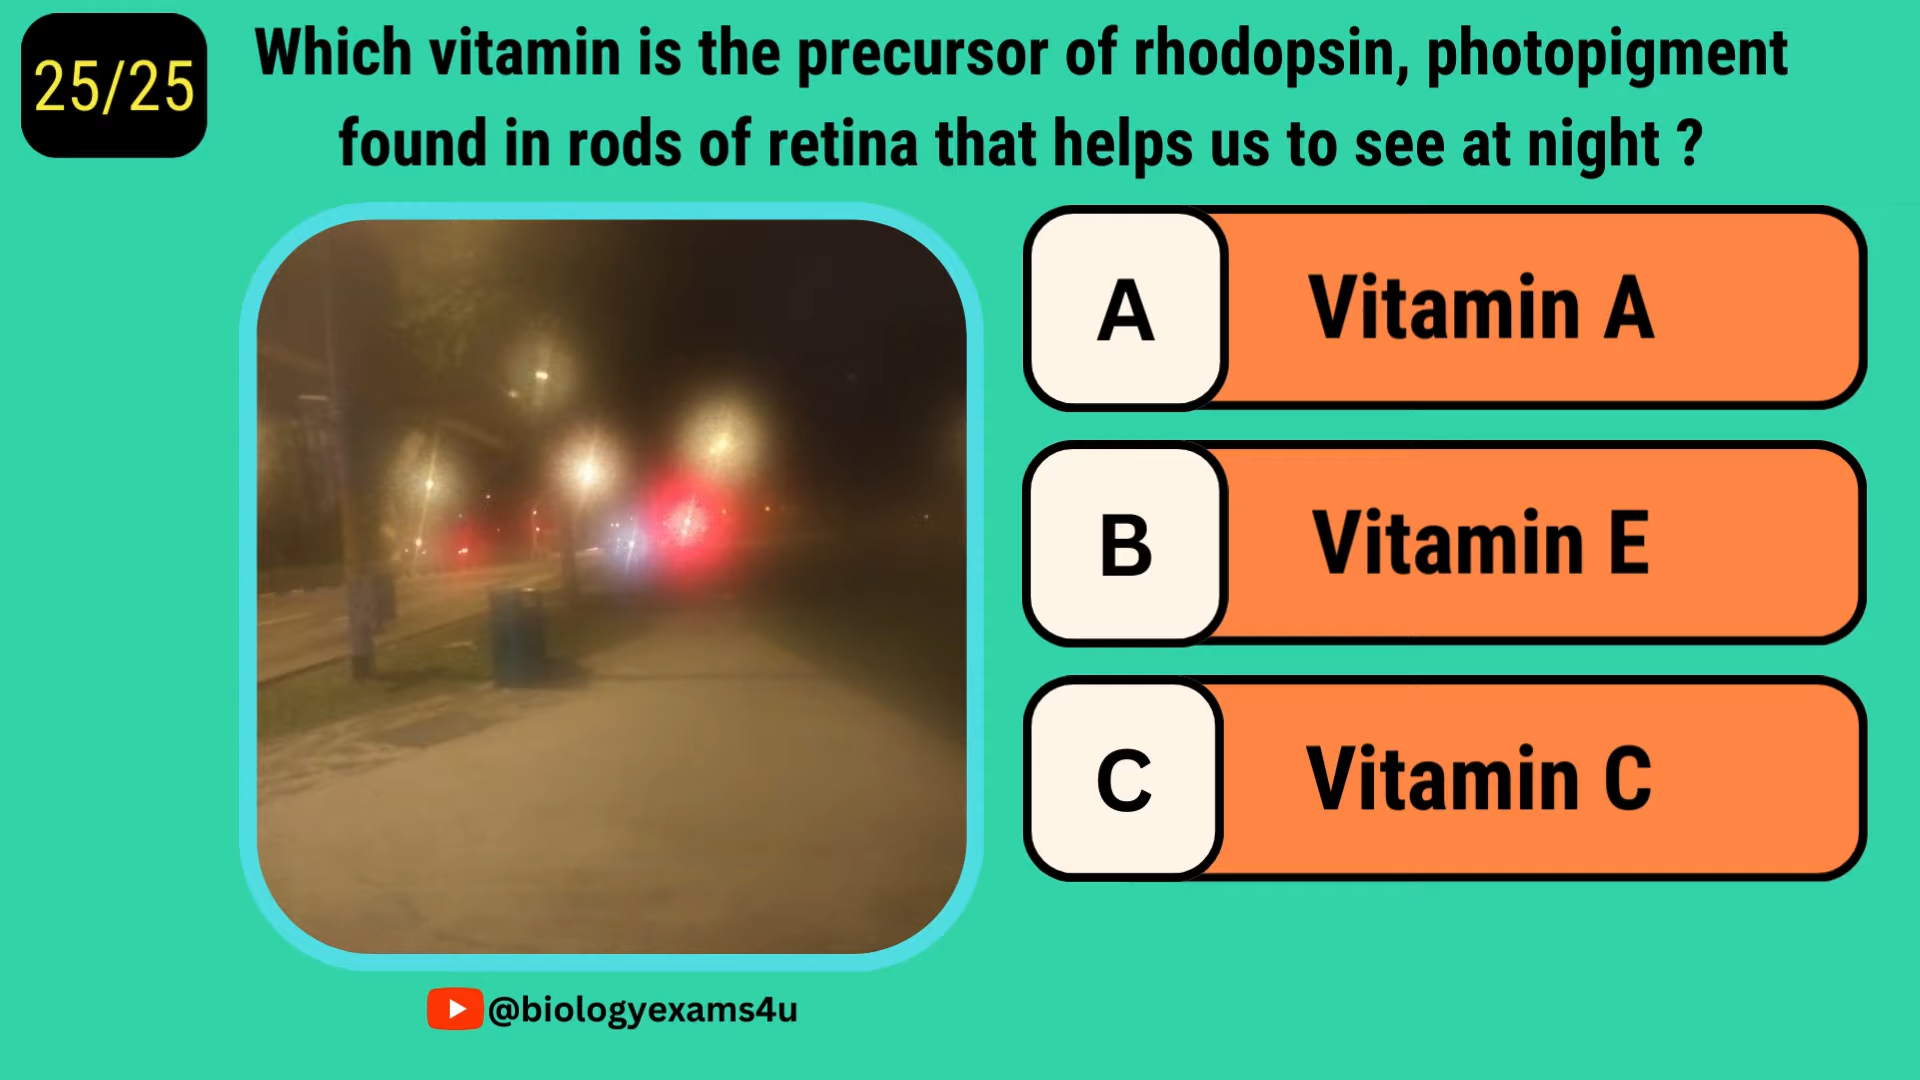 25/25
Which vitamin is the precursor of rhodopsin, photopigment
found in rods of retina that helps us to see at night ?
A
Vitamin A
B
Vitamin E
C
Vitamin C
@biologyexams4u